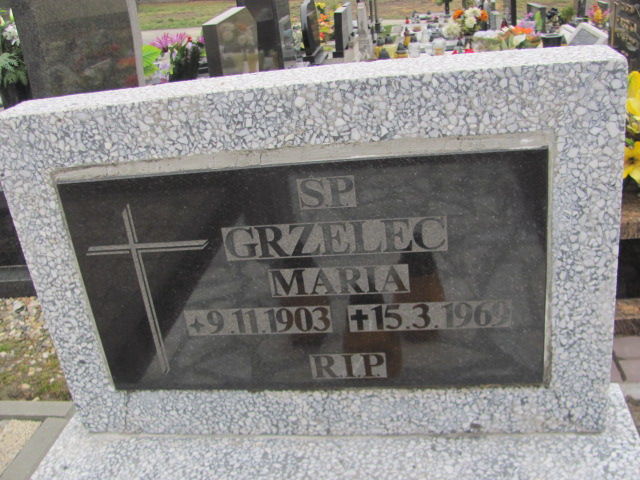 SP
GRZELEC
MARIA
+9.11.1903 ✝15.3.1969
R.I.P.